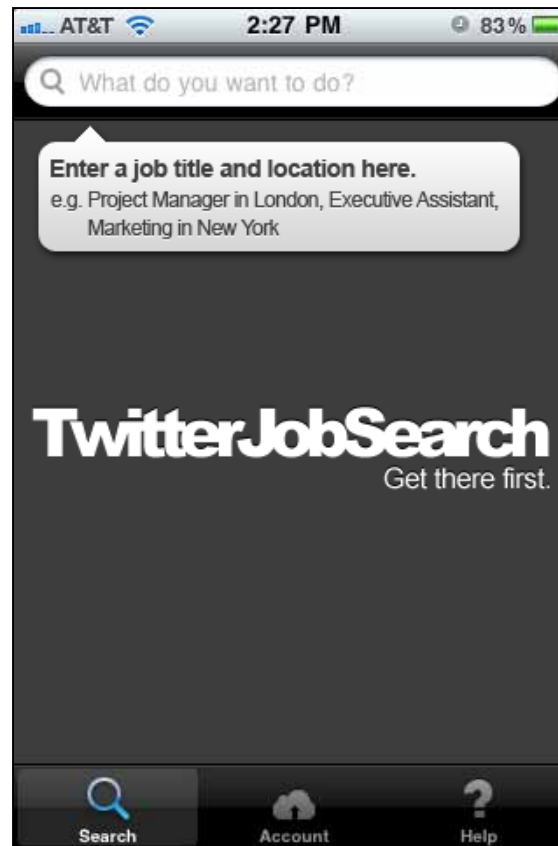 AT&T 2:27 PM 83%
What do you want to do?
Enter a job title and location here.
e.g. Project Manager in London, Executive Assistant,
Marketing in New York
TwitterJobSearch
Get there first.
Search Account Help